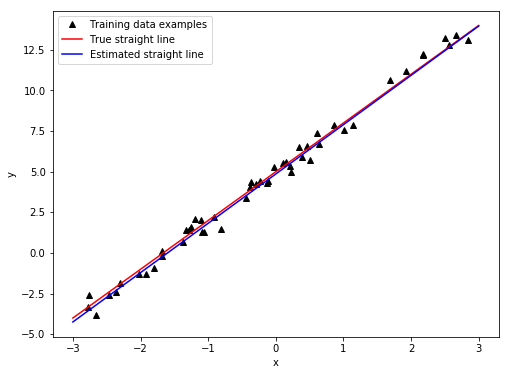 Training data examples
True straight line
Estimated straight line
12.5
10.0
7.5
5.0
2.5
0.0
−2.5
−5.0
y
−3 −2 −1 0 1 2 3
x